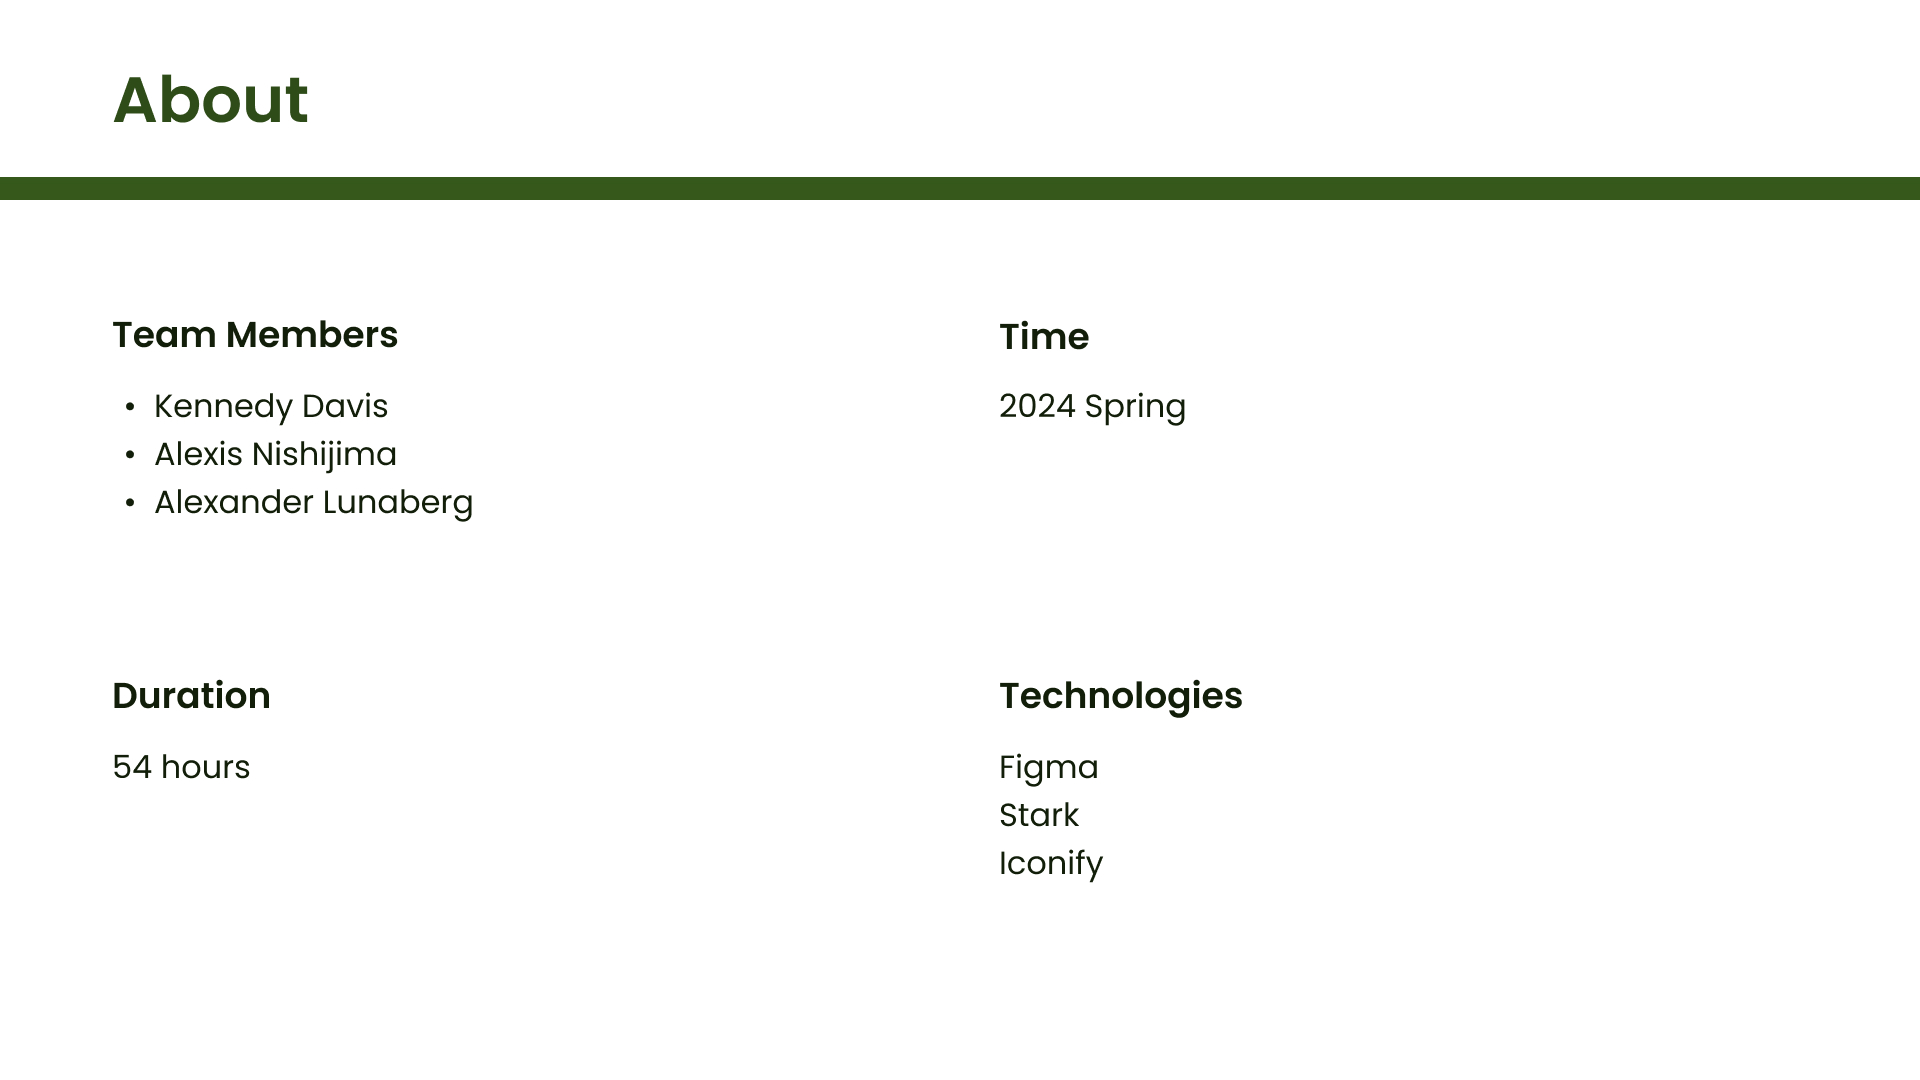 About
Team Members
• Kennedy Davis
• Alexis Nishijima
• Alexander Lunaberg
Time
2024 Spring
Duration
54 hours
Technologies
Figma
Stark
Iconify